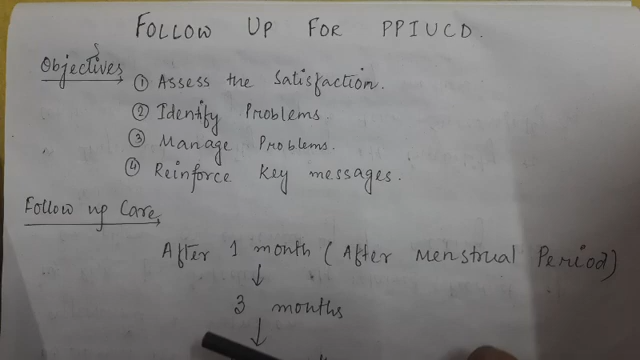 FOLLOW UP FOR PPIUCD.
Objectives ① Assess the Satisfaction.
② Identify Problems.
③ Manage Problems.
④ Reinforce Key messages.
Follow up Care
After 1 month (After Menstrual Period)
↓
3 months
↓